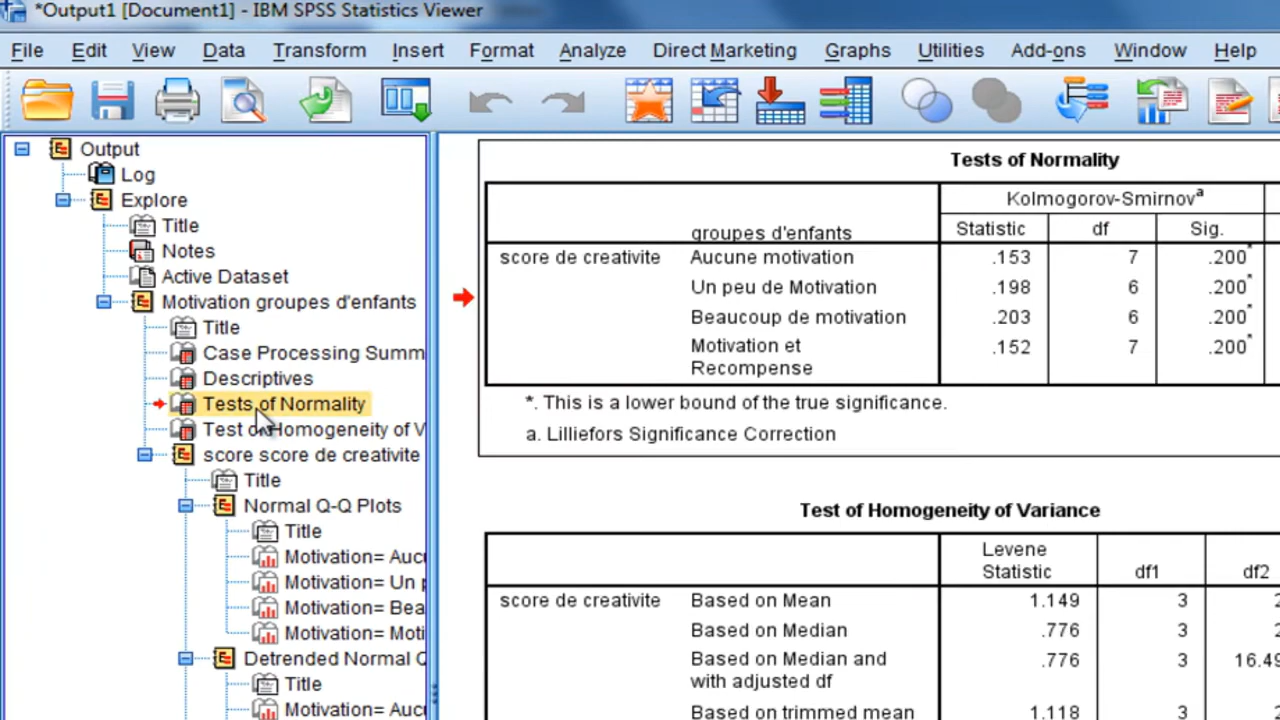 *Output1 [Document1] - IBM SPSS Statistics Viewer
File Edit View Data Transform Insert Format Analyze Direct Marketing Graphs Utilities Add-ons Window Help
Output
Log
Explore
Title
Notes
Active Dataset
Motivation groupes d'enfants
Title
Case Processing Summ
Descriptives
Tests of Normality
Test of Homogeneity of V
score score de creativite
Title
Normal Q-Q Plots
Title
Motivation= Auc
Motivation= Un
Motivation= Bea
Motivation= Moti
Detrended Normal Q
Title
Motivation= Auc
Tests of Normality
Kolmogorov-Smirnov a
groupes d'enfants Statistic df Sig.
score de creativite Aucune motivation .153 7 .200*
Un peu de Motivation .198 6 .200*
Beaucoup de motivation .203 6 .200*
Motivation et Recompense .152 7 .200*
*. This is a lower bound of the true significance.
a. Lilliefors Significance Correction
Test of Homogeneity of Variance
Levene Statistic df1 df2
score de creativite Based on Mean 1.149 3 2
Based on Median .776 3 2
Based on Median and with adjusted df .776 3 16.49
Based on trimmed mean 1.118 3 2